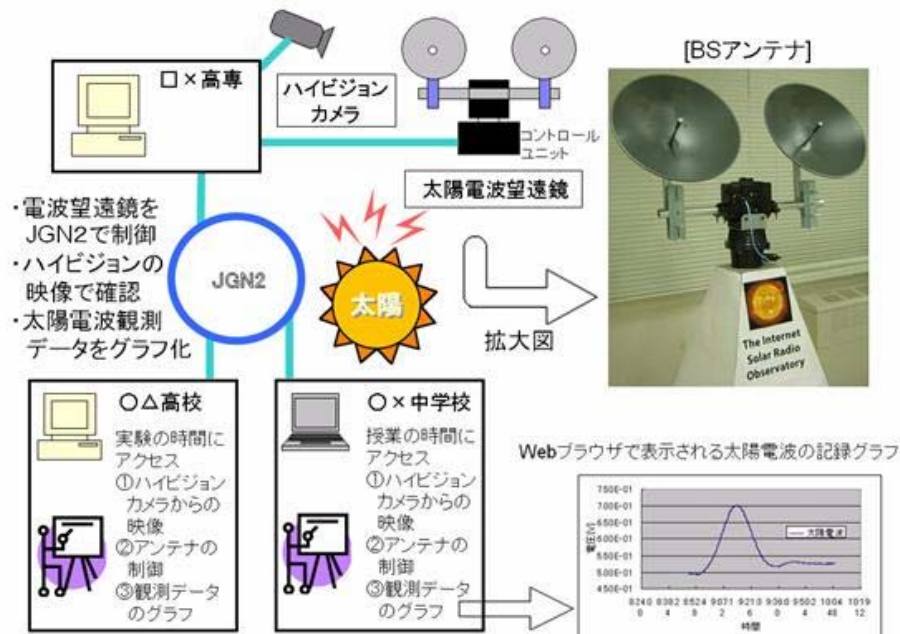 [BSアンテナ]
□×高専
ハイビジョン
カメラ
コントロール
ユニット
太陽電波望遠鏡
・電波望遠鏡を
JGN2で制御
・ハイビジョンの
映像で確認
・太陽電波観測
データをグラフ化
JGN2
太陽
拡大図
The Internet
Solar Radio
Observatory
○△高校
実験の時間に
アクセス
①ハイビジョン
カメラからの
映像
②アンテナの
制御
③観測データ
のグラフ
○×中学校
授業の時間に
アクセス
①ハイビジョン
カメラからの
映像
②アンテナの
制御
③観測データ
のグラフ
Webブラウザで表示される太陽電波の記録グラフ
7.50E-01
7.00E-01
6.50E-01
6.00E-01
5.50E-01
5.00E-01
4.50E-01
電圧[V]
太陽電波
時間